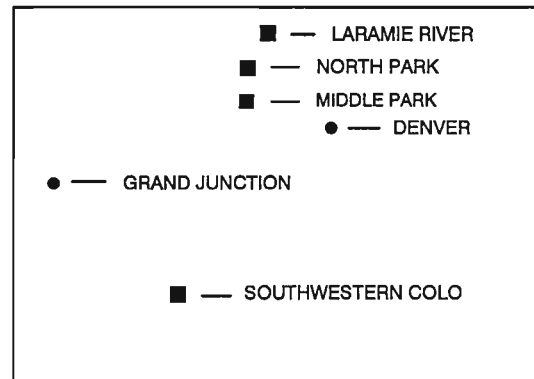 LARAMIE RIVER
NORTH PARK
MIDDLE PARK
DENVER
GRAND JUNCTION
SOUTHWESTERN COLO